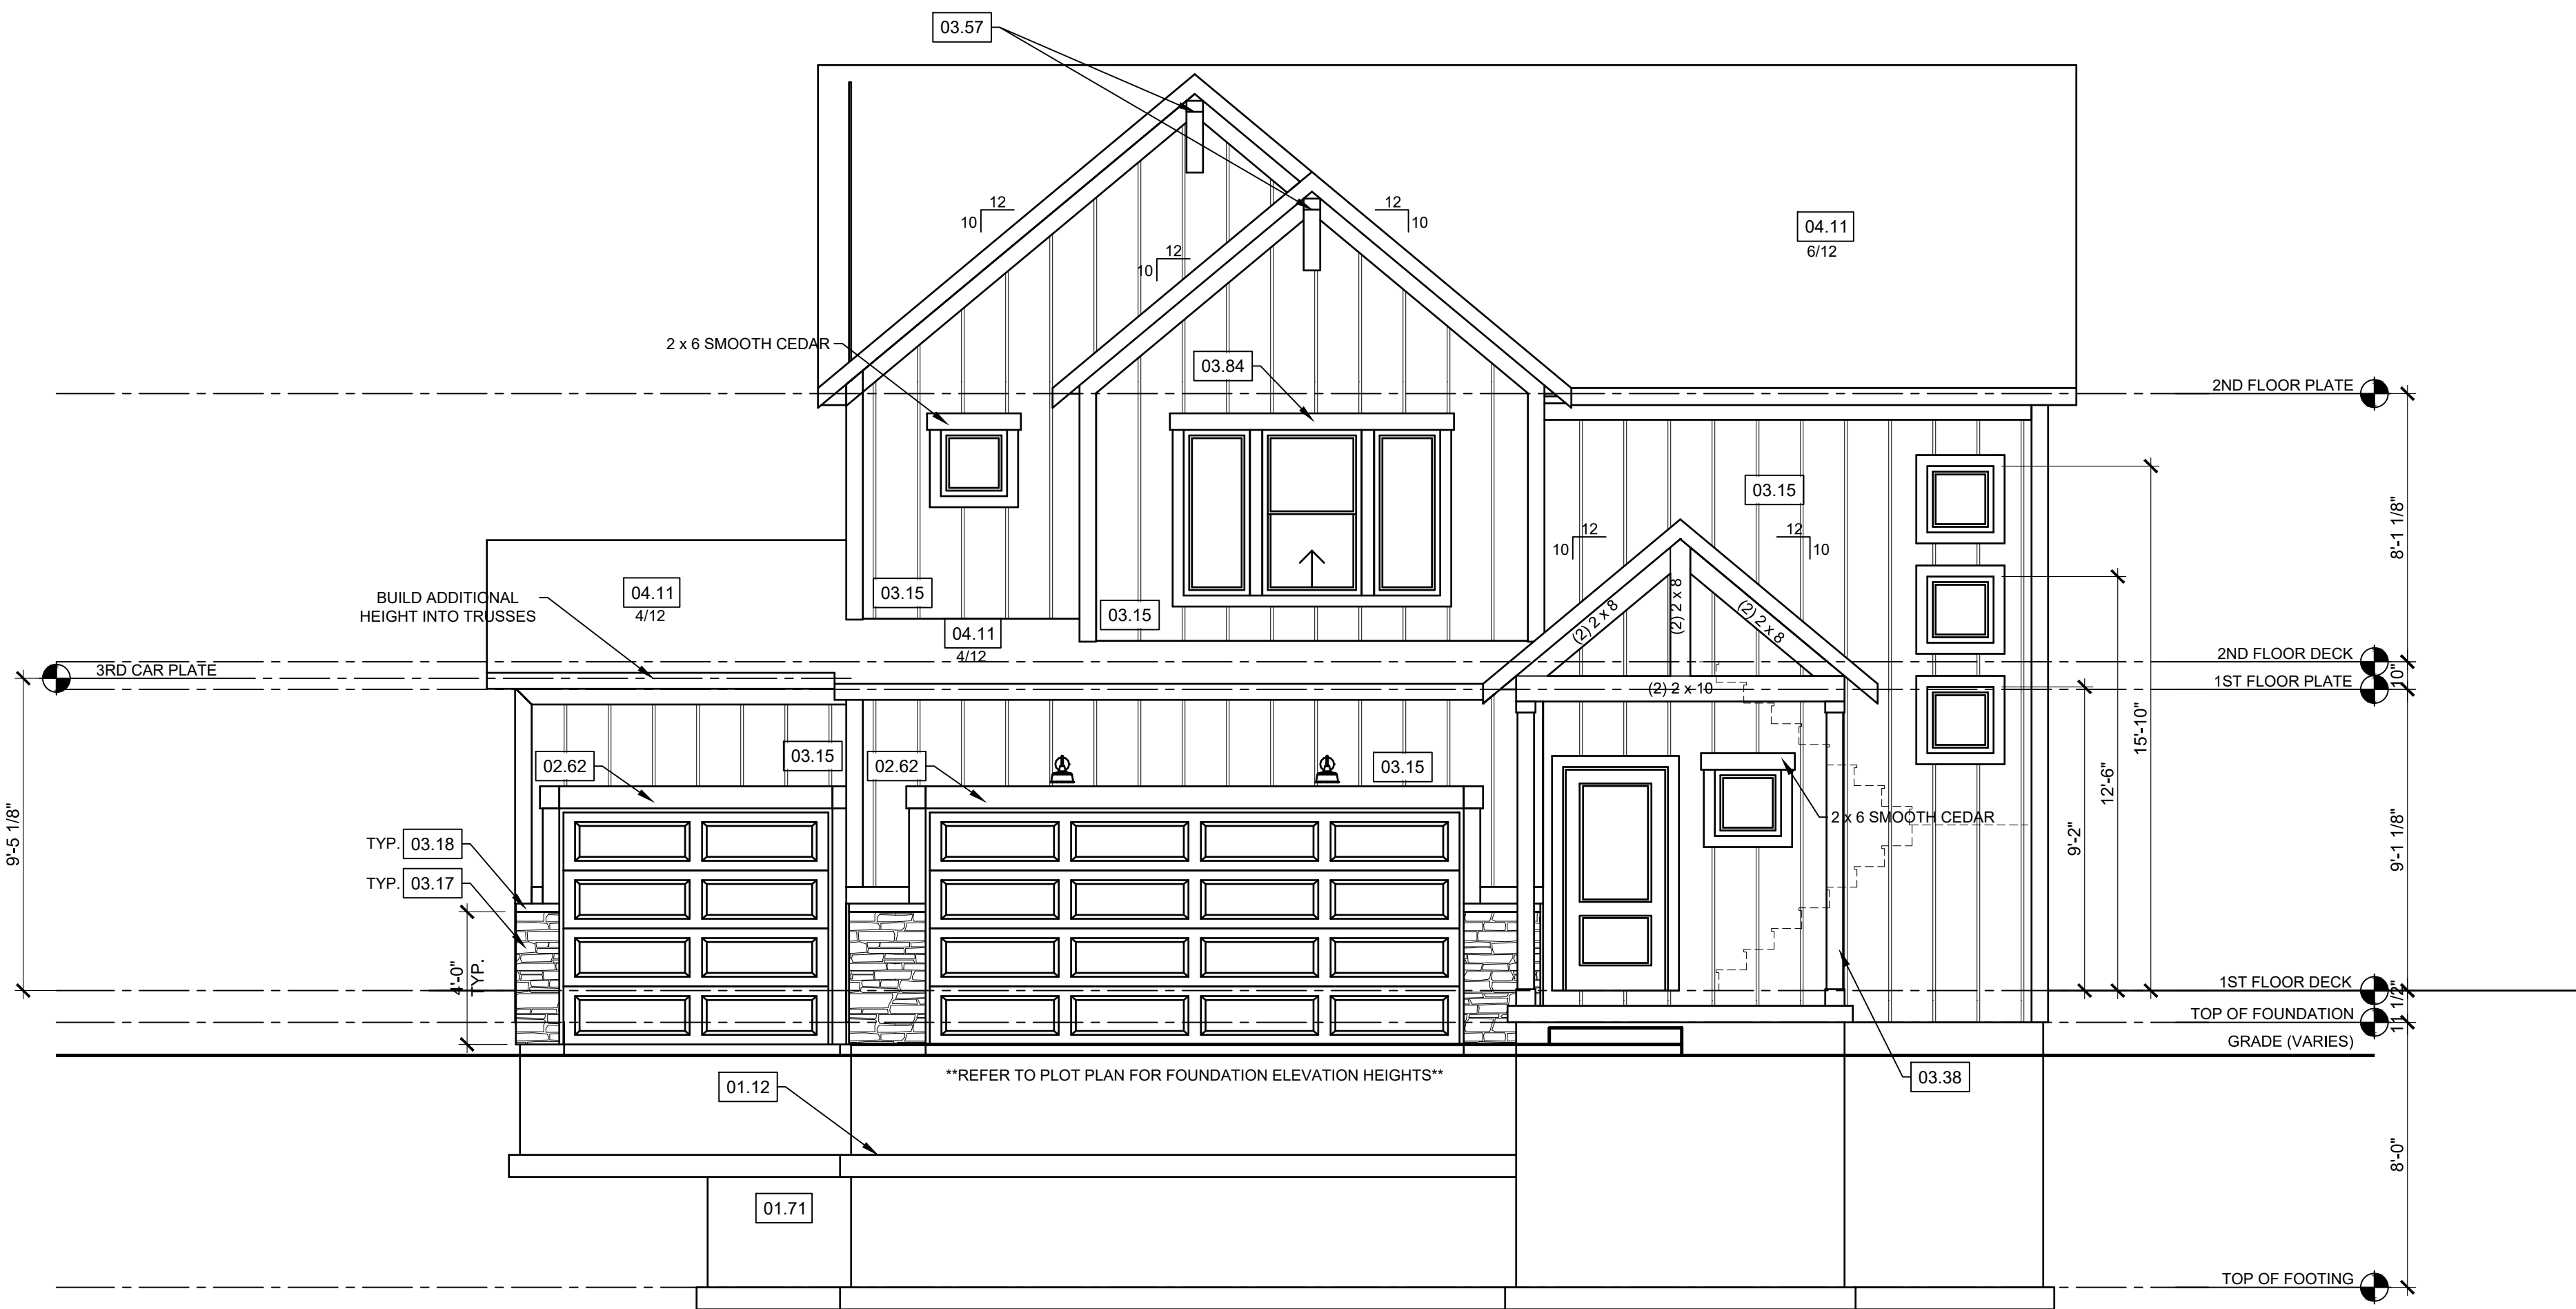 03.57
12
10
12
10
12
10
04.11
6/12
2 x 6 SMOOTH CEDAR
03.84
2ND FLOOR PLATE
03.15
12
10
12
10
8'-1 1/8"
BUILD ADDITIONAL
HEIGHT INTO TRUSSES
04.11
4/12
03.15
03.15
04.11
4/12
(2) 2 x 8
(2) 2 x 8
(2) 2 x 8
3RD CAR PLATE
2ND FLOOR DECK
10"
1ST FLOOR PLATE
(2) 2 x 10
15'-10"
12'-6"
9'-2"
9'-1 1/8"
02.62
03.15
02.62
03.15
2 x 6 SMOOTH CEDAR
9'-5 1/8"
TYP. 03.18
TYP. 03.17
4'-0"
TYP.
1ST FLOOR DECK
11 1/2"
TOP OF FOUNDATION
GRADE (VARIES)
**REFER TO PLOT PLAN FOR FOUNDATION ELEVATION HEIGHTS**
01.12
03.38
8'-0"
01.71
TOP OF FOOTING